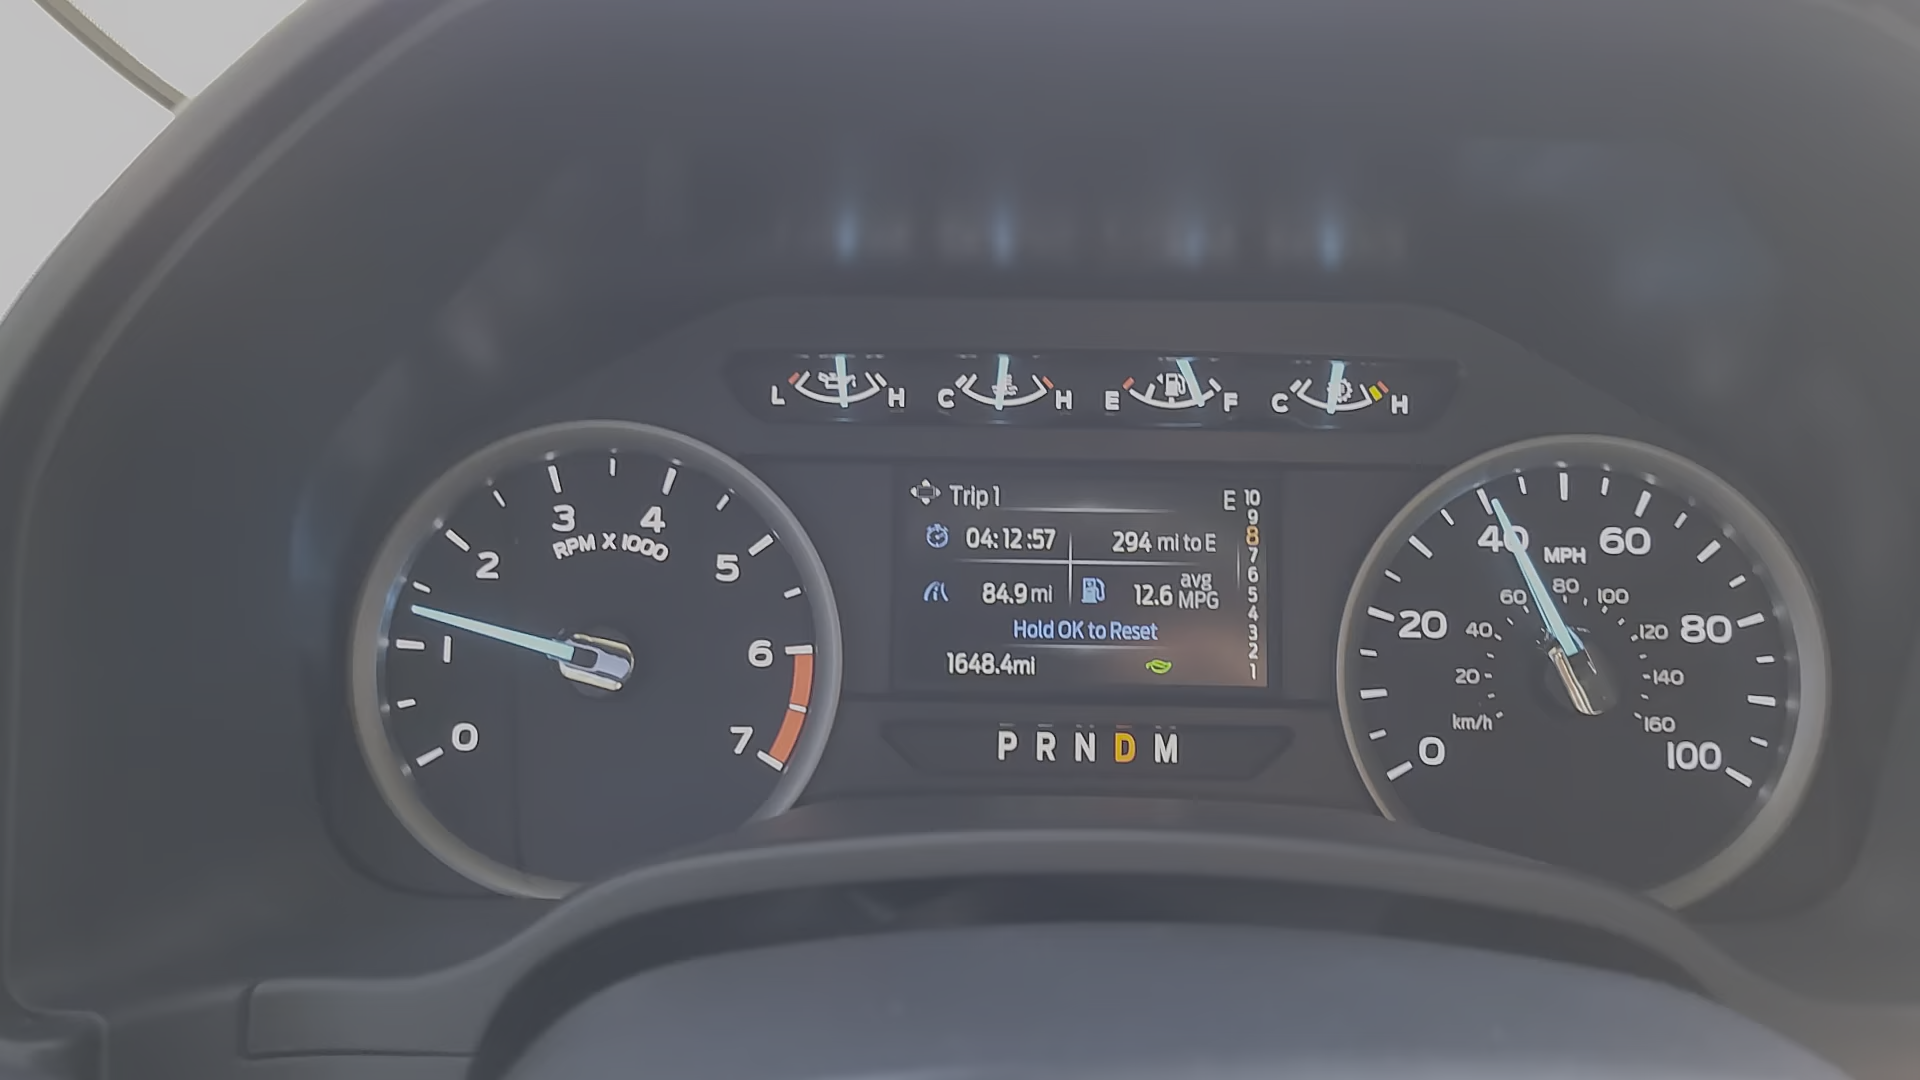 L H C H E F C H
3 4
RPM X 1000
2 5
1 6
0 7
Trip 1 E 10
9
04:12:57 294 mi to E 8
7
6
84.9 mi 12.6 avg MPG 5
4
Hold OK to Reset 3
2
1648.4mi 1
P R N D M
40 MPH 60
60 80 100
20 40 120 80
20 140
km/h 160
0 100